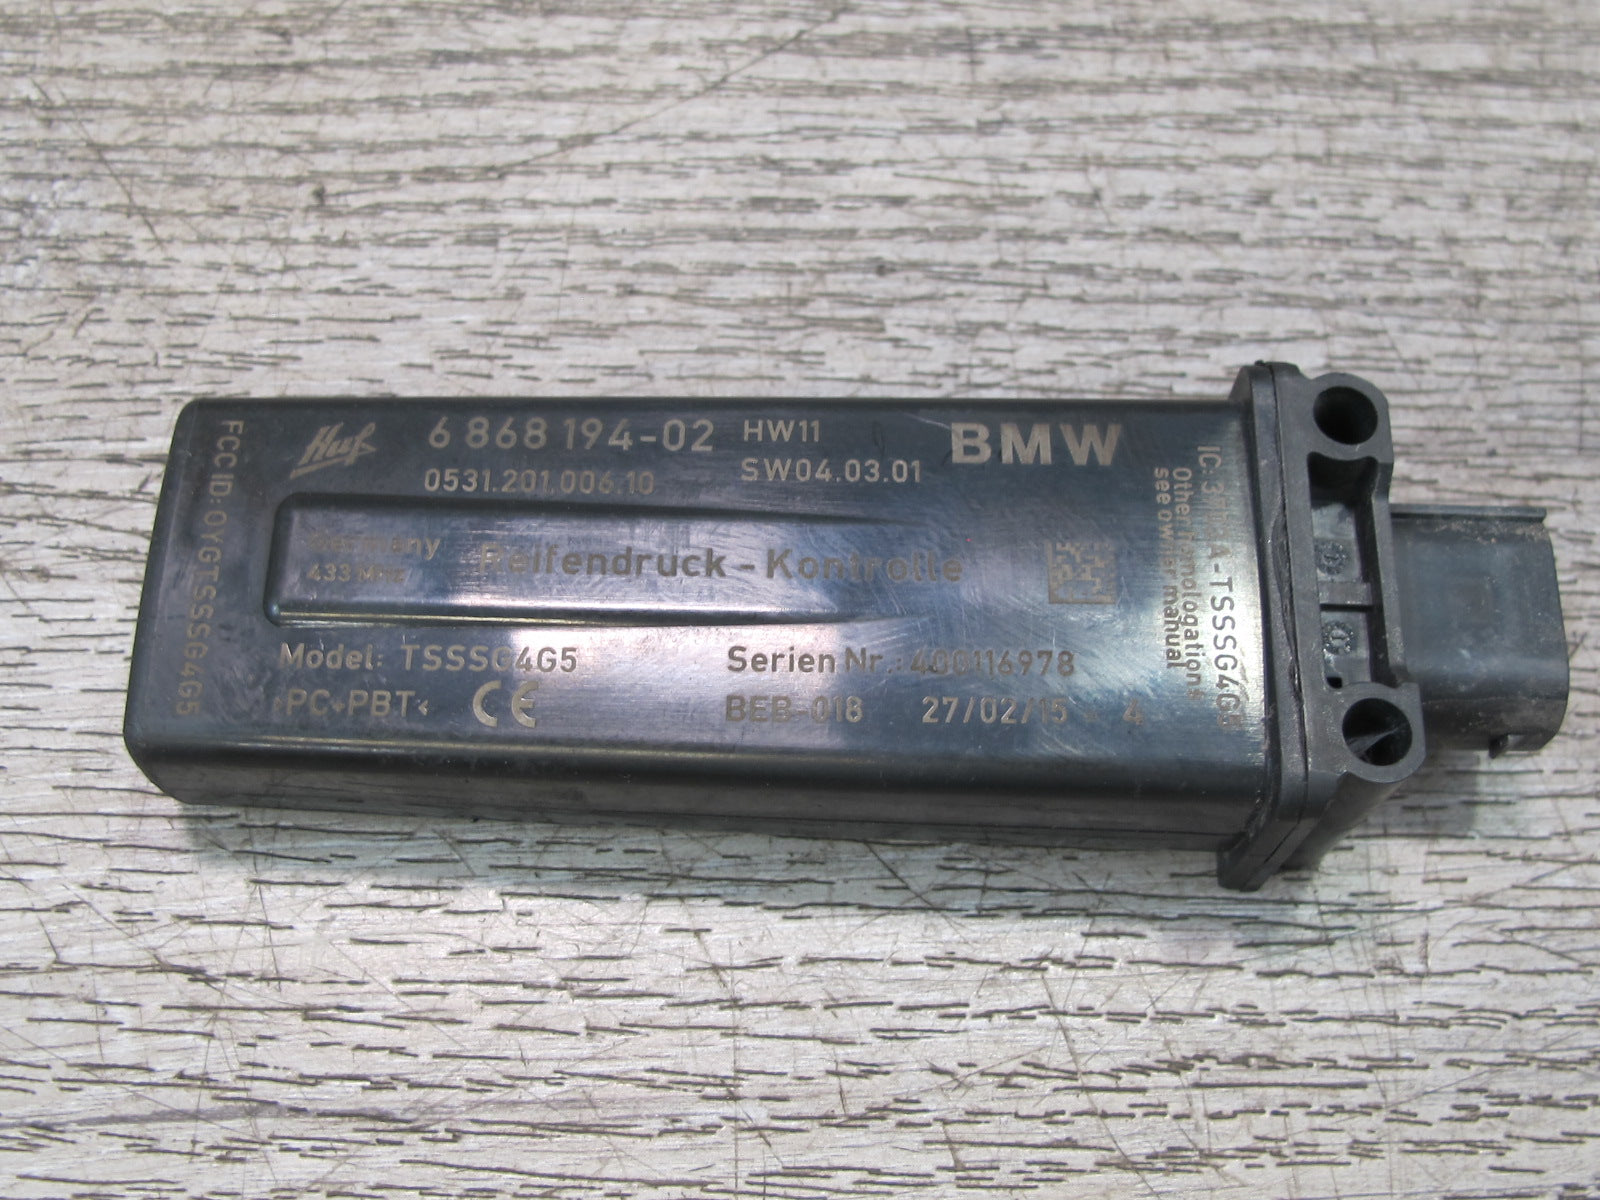 Huf
6 868 194-02
HW11
BMW
0531.201.006.10
SW04.03.01
Germany
433 MHz
Reifendruck - Kontrolle
Model: TSSSG4G5
Serien Nr.: 400116978
>PC+PBT<
CE
BEB-018
27/02/15 - 4
FCC ID: OYGTSSSG4G5
A-TSSSG4G5
Other homologations
see owner manual